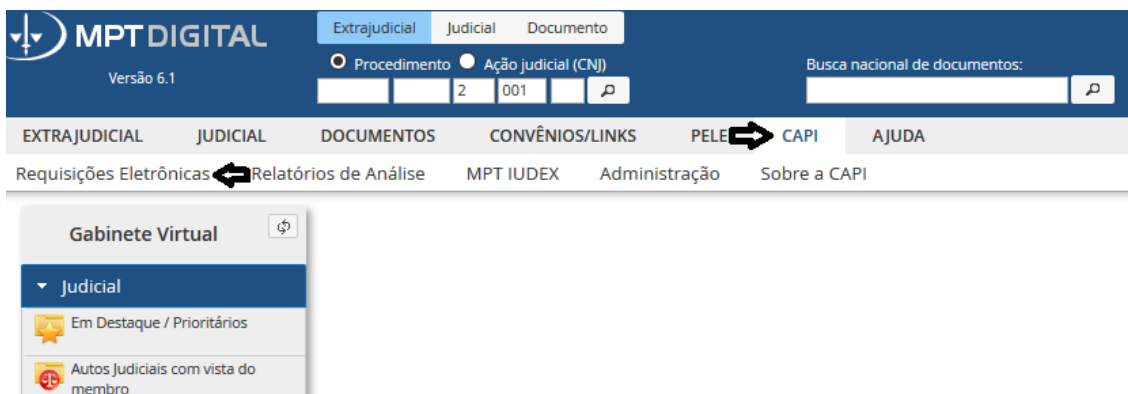 MPT DIGITAL
Versão 6.1
Extrajudicial Judicial Documento
Procedimento Ação judicial (CNJ)
2 001
Busca nacional de documentos:
EXTRAJUDICIAL JUDICIAL DOCUMENTOS CONVÊNIOS/LINKS PELE CAPI AJUDA
Requisições Eletrônicas Relatórios de Análise MPT IUDEX Administração Sobre a CAPI
Gabinete Virtual
Judicial
Em Destaque / Prioritários
Autos Judiciais com vista do
membro